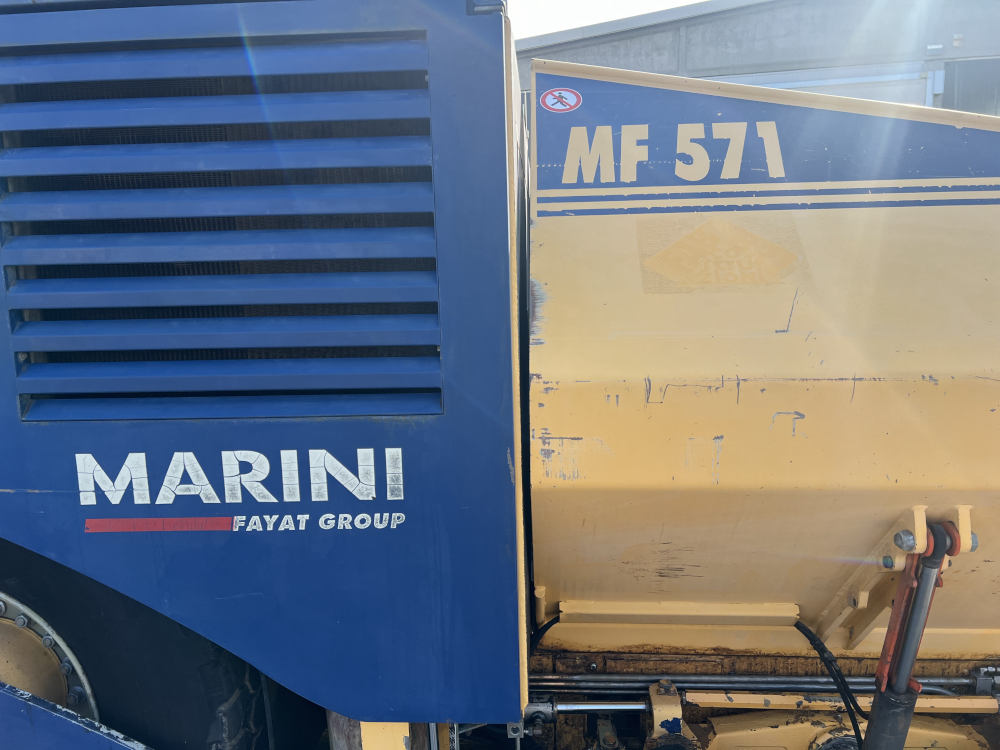 MF 571
MARINI
FAYAT GROUP